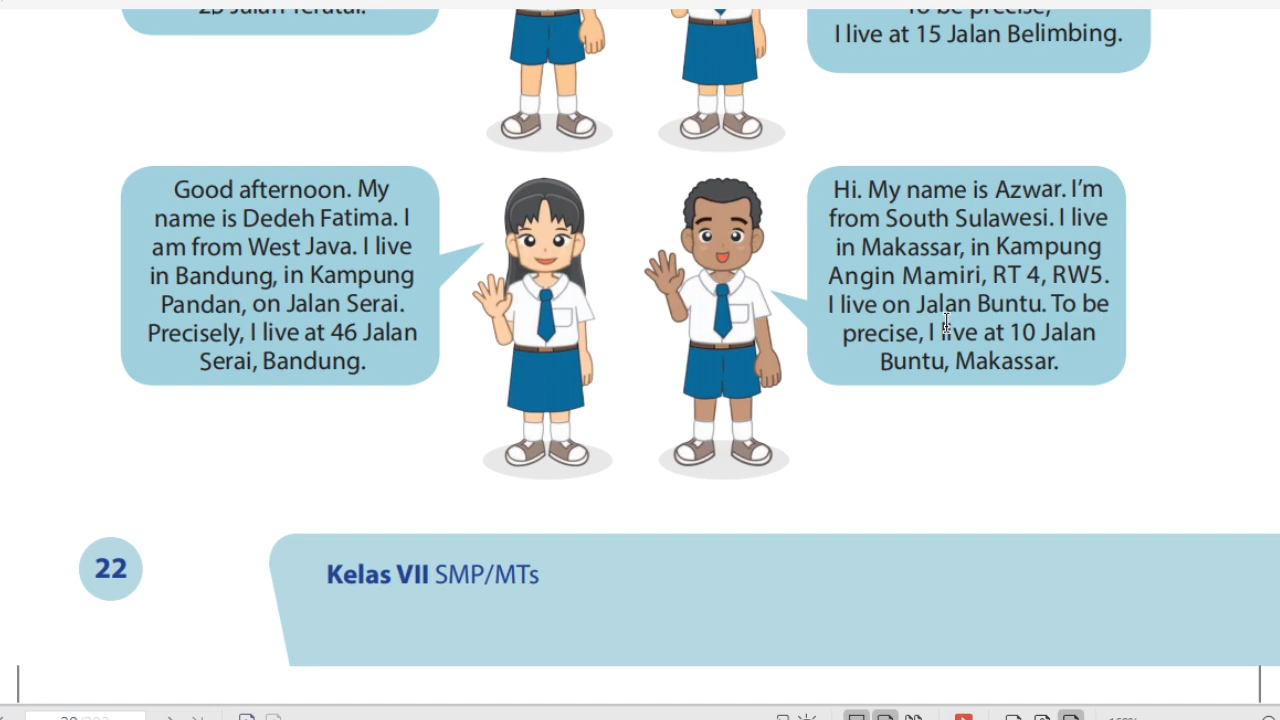 I live at 15 Jalan Belimbing.
Good afternoon. My
name is Dedeh Fatima. I
am from West Java. I live
in Bandung, in Kampung
Pandan, on Jalan Serai.
Precisely, I live at 46 Jalan
Serai, Bandung.
Hi. My name is Azwar. I'm
from South Sulawesi. I live
in Makassar, in Kampung
Angin Mamiri, RT 4, RW5.
I live on Jalan Buntu. To be
precise, I live at 10 Jalan
Buntu, Makassar.
22
Kelas VII SMP/MTs